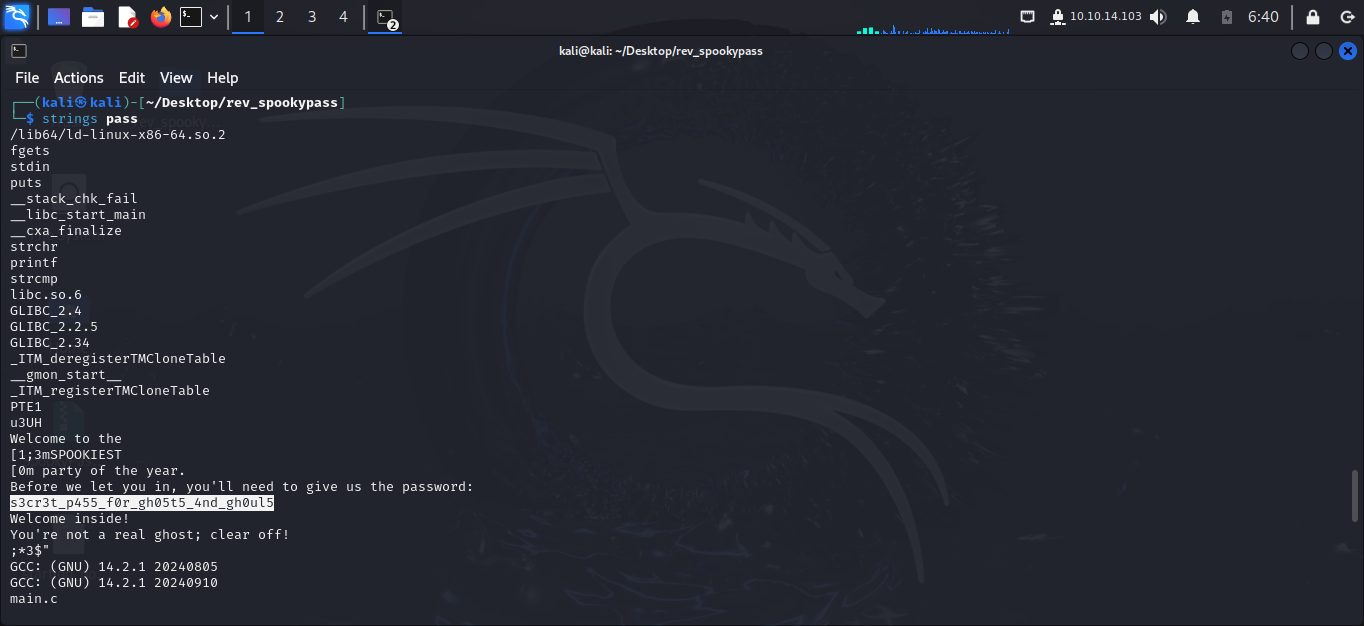 1 2 3 4 2 10.10.14.103 6:40
kali@kali: ~/Desktop/rev_spookypass
File Actions Edit View Help
┌──(kali㉿kali)-[~/Desktop/rev_spookypass]
└─$ strings pass
/lib64/ld-linux-x86-64.so.2
fgets
stdin
puts
__stack_chk_fail
__libc_start_main
__cxa_finalize
strchr
printf
strcmp
libc.so.6
GLIBC_2.4
GLIBC_2.2.5
GLIBC_2.34
_ITM_deregisterTMCloneTable
__gmon_start__
_ITM_registerTMCloneTable
PTE1
u3UH
Welcome to the
[1;3mSPOOKIEST
[0m party of the year.
Before we let you in, you'll need to give us the password:
s3cr3t_p455_f0r_gh05t5_4nd_gh0ul5
Welcome inside!
You're not a real ghost; clear off!
;*3$"
GCC: (GNU) 14.2.1 20240805
GCC: (GNU) 14.2.1 20240910
main.c